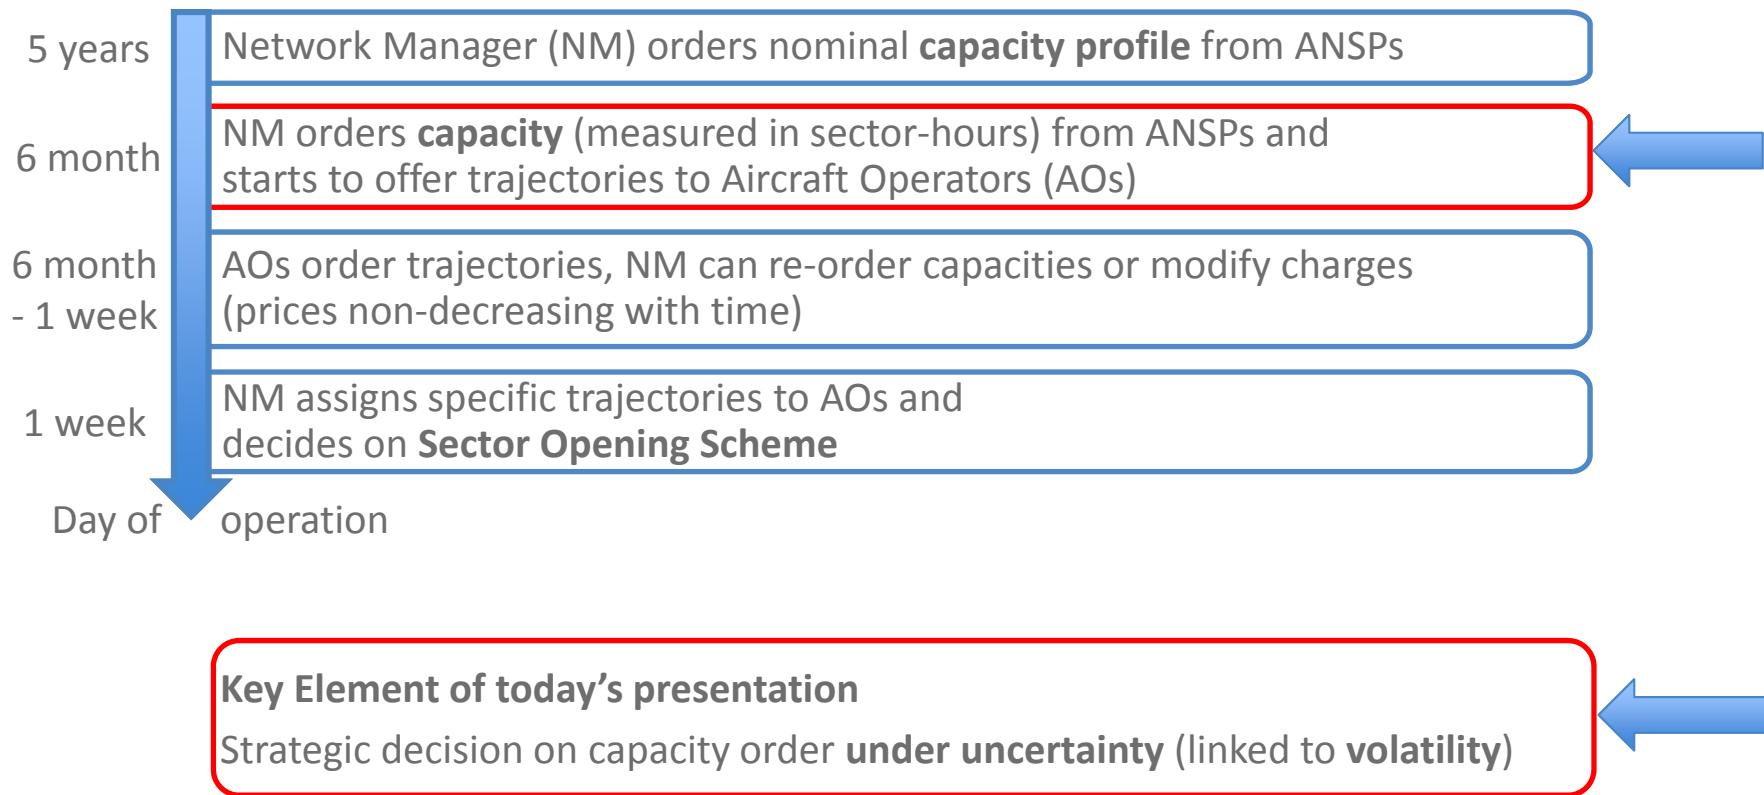 5 years
Network Manager (NM) orders nominal capacity profile from ANSPs
6 month
NM orders capacity (measured in sector-hours) from ANSPs and
starts to offer trajectories to Aircraft Operators (AOs)
6 month
- 1 week
AOs order trajectories, NM can re-order capacities or modify charges
(prices non-decreasing with time)
1 week
NM assigns specific trajectories to AOs and
decides on Sector Opening Scheme
Day of operation
Key Element of today’s presentation
Strategic decision on capacity order under uncertainty (linked to volatility)